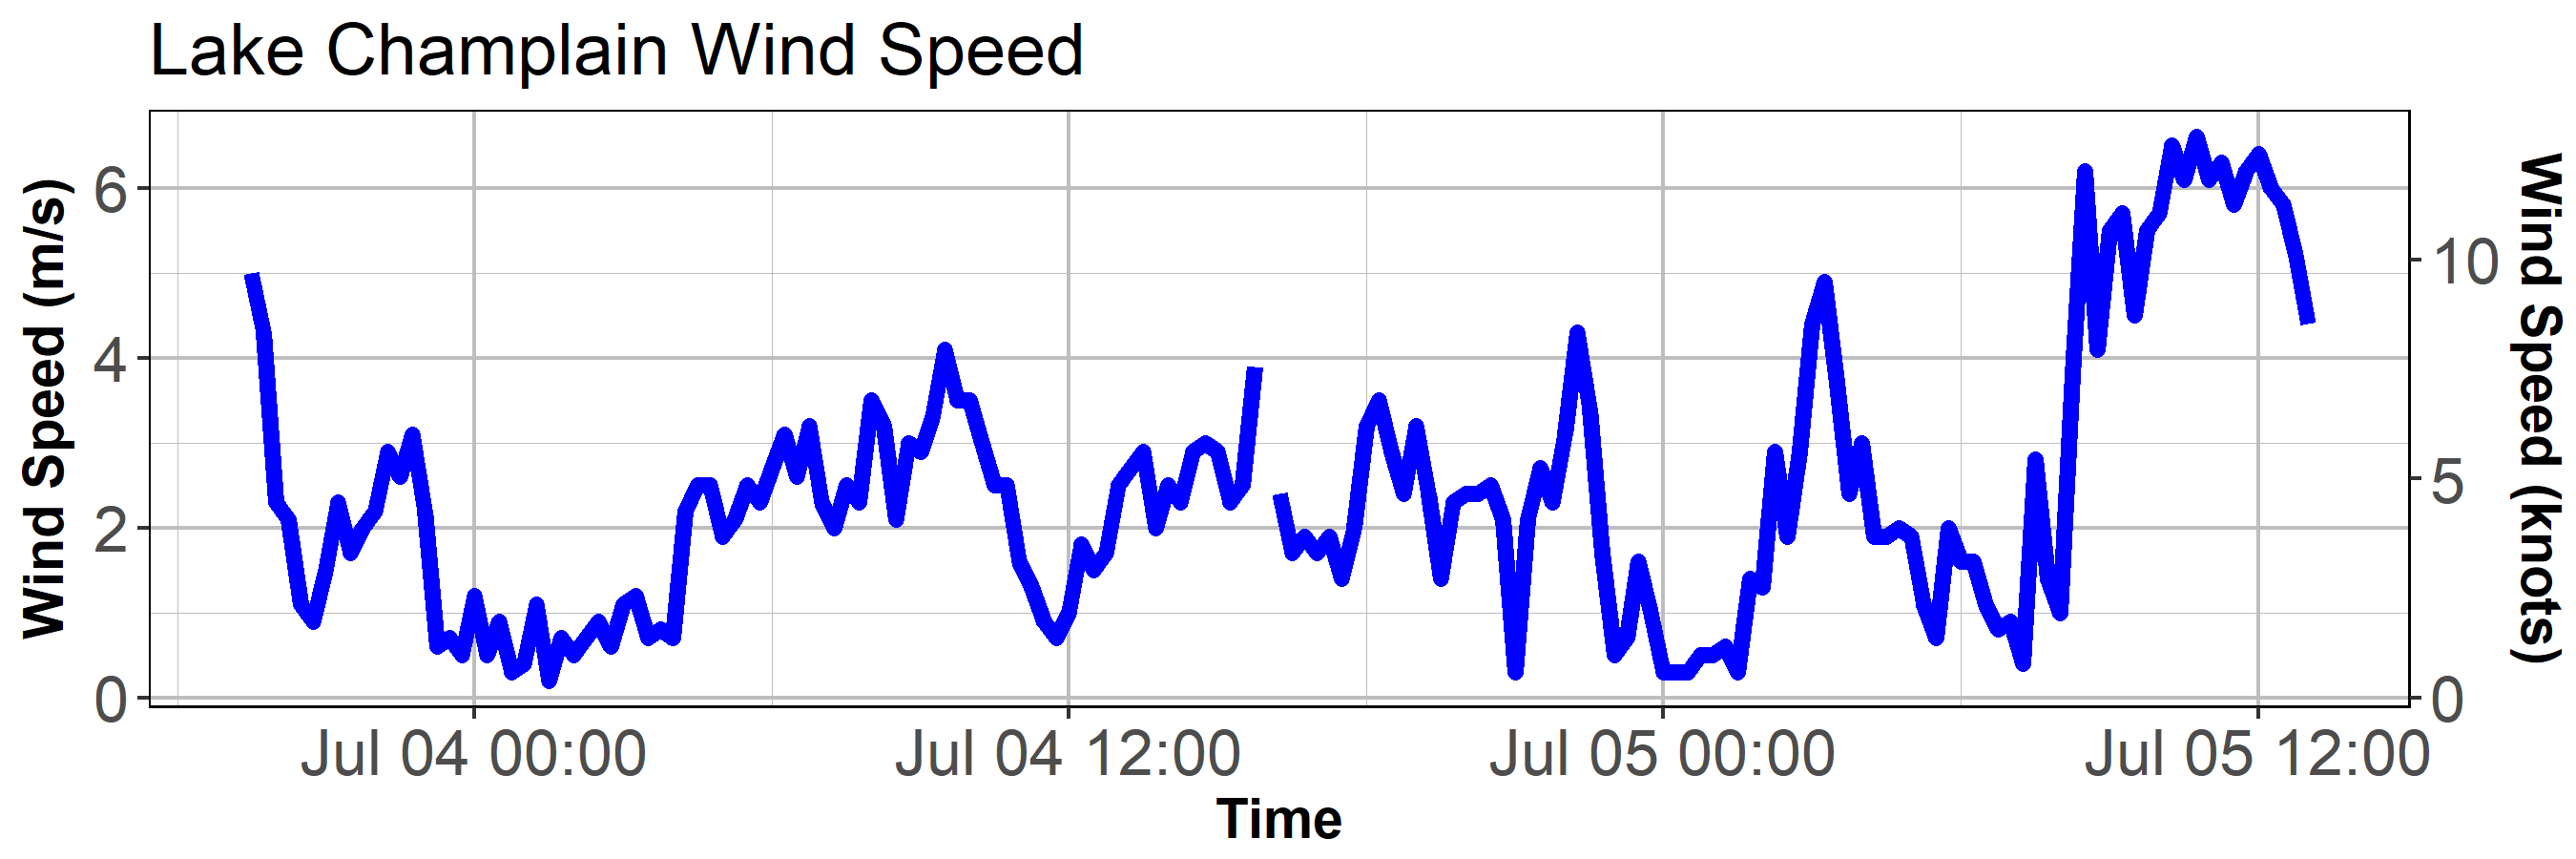 Lake Champlain Wind Speed
Wind Speed (m/s)
6
4
2
0
Wind Speed (knots)
10
5
0
Jul 04 00:00
Jul 04 12:00
Jul 05 00:00
Jul 05 12:00
Time